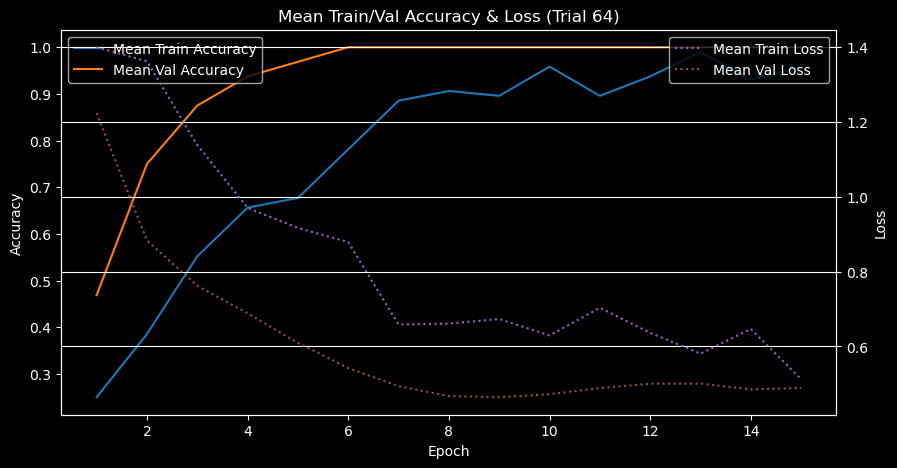 Mean Train/Val Accuracy & Loss (Trial 64)
Mean Train Accuracy
Mean Val Accuracy
Mean Train Loss
Mean Val Loss
1.0
0.9
0.8
0.7
0.6
0.5
0.4
0.3
Accuracy
1.4
1.2
1.0
0.8
0.6
Loss
2 4 6 8 10 12 14
Epoch